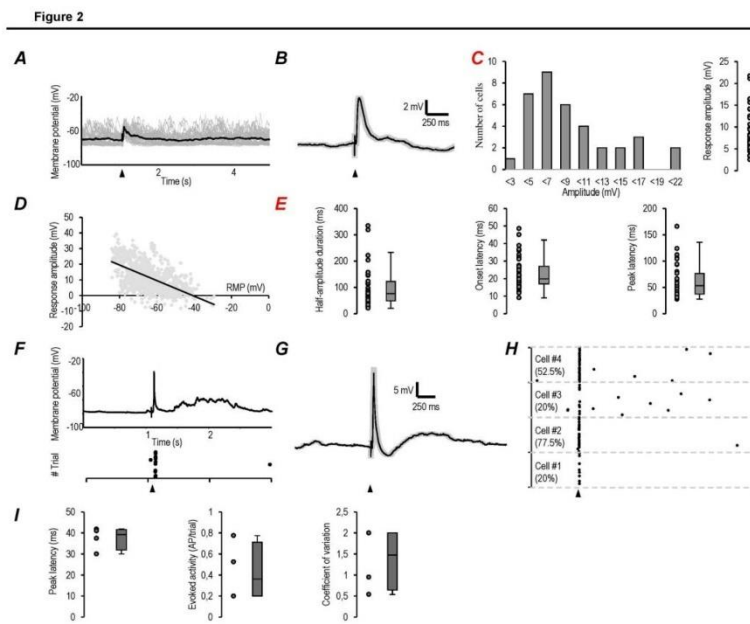 Figure 2
A
Membrane potential (mV)
-20
-60
-100
2
4
Time (s)
B
2 mV
250 ms
C
Number of cells
10
8
6
4
2
0
<3 <5 <7 <9 <11 <13 <15 <17 <19 <22
Amplitude (mV)
Response amplitude (mV)
25
20
15
10
5
0
D
Response amplitude (mV)
50
40
30
20
10
0
-10
-20
-100 -80 -60 -40 -20 0
RMP (mV)
E
Half-amplitude duration (ms)
400
300
200
100
0
Onset latency (ms)
60
50
40
30
20
10
0
Peak latency (ms)
200
150
100
50
0
F
Membrane potential (mV)
-20
-60
-100
1
2
Time (s)
# Trial
G
5 mV
250 ms
H
Cell #4
(52.5%)
Cell #3
(20%)
Cell #2
(77.5%)
Cell #1
(20%)
I
Peak latency (ms)
50
40
30
20
10
0
Evoked activity (AP/trial)
1
0,8
0,6
0,4
0,2
0
Coefficient of variation
2,5
2
1,5
1
0,5
0